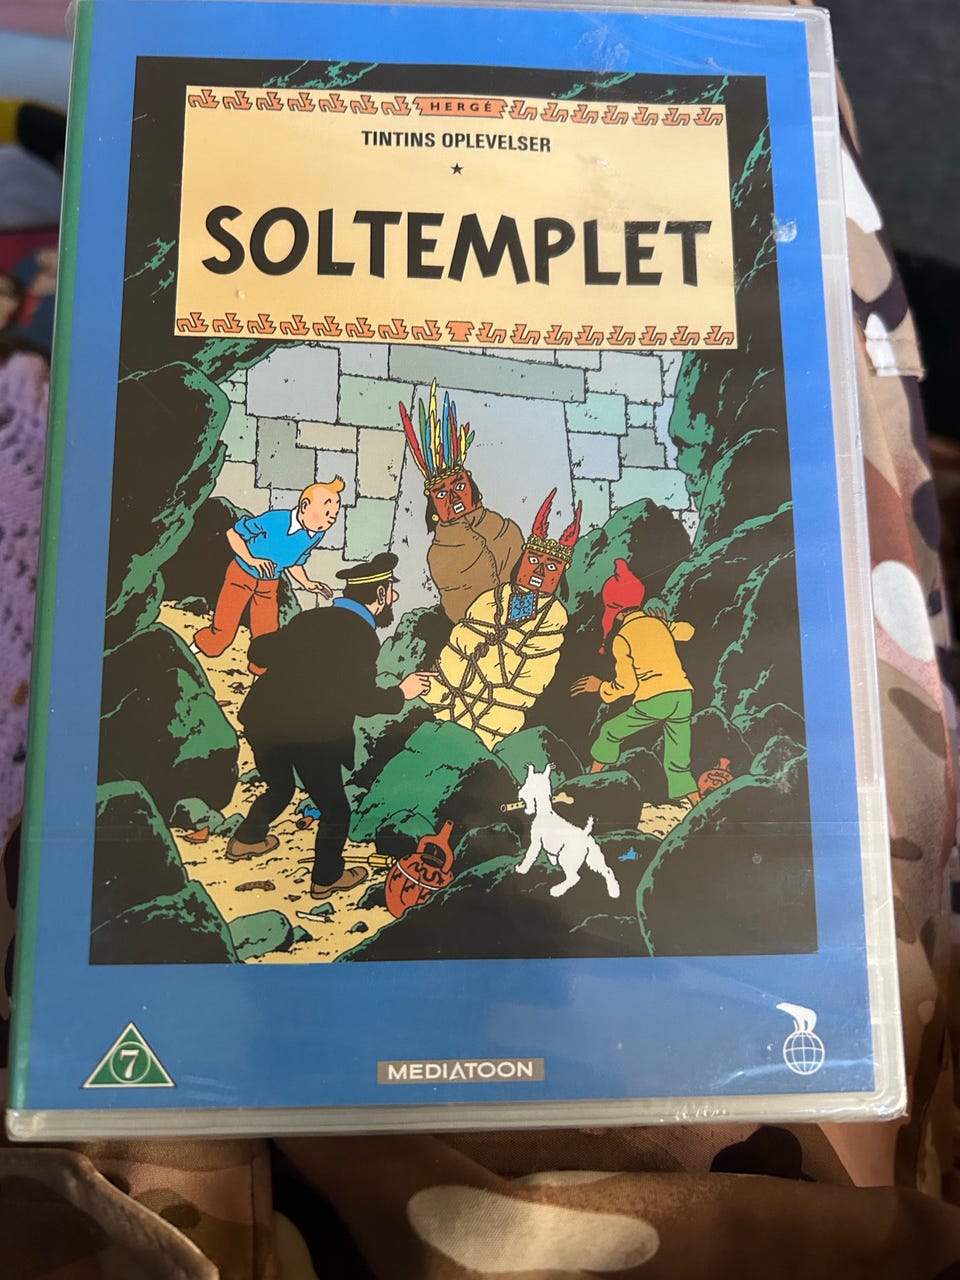 HERGÉ
TINTINS OPLEVELSER
SOLTEMPLET
7
MEDIATOON